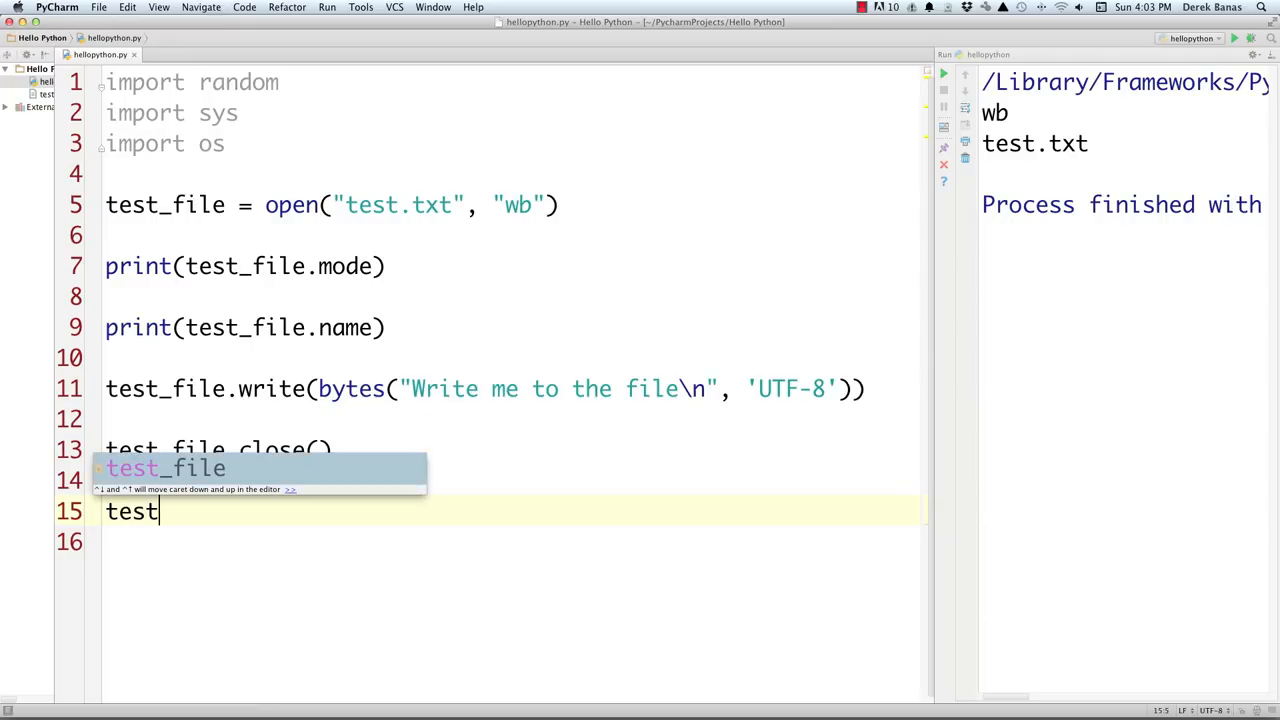 PyCharm File Edit View Navigate Code Refactor Run Tools VCS Window Help 10 Sun 4:03 PM Derek Banas
hellopython.py – Hello Python – [~/PycharmProjects/Hello Python]
Hello Python hellopython.py hellopython
hellopython.py Run hellopython
Hello P
hell
test
Extern
1 import random
2 import sys
3 import os
4
5 test_file = open("test.txt", "wb")
6
7 print(test_file.mode)
8
9 print(test_file.name)
10
11 test_file.write(bytes("Write me to the file\n", 'UTF-8'))
12
13 test_file.close()
test_file
14
^↓ and ^↑ will move caret down and up in the editor >>
15 test
16
/Library/Frameworks/Py
wb
test.txt
Process finished with
15:5 LF UTF-8